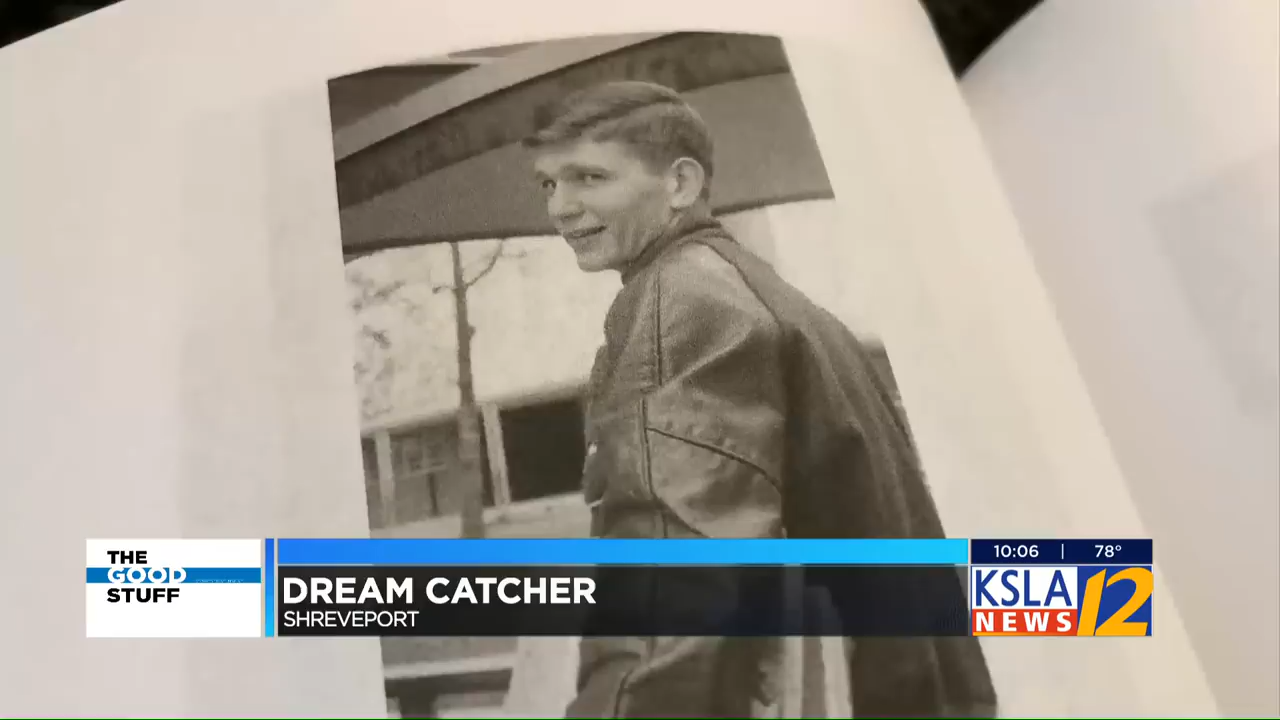 THE
GOOD
STUFF
DREAM CATCHER
SHREVEPORT
10:06 | 78°
KSLA
NEWS
12